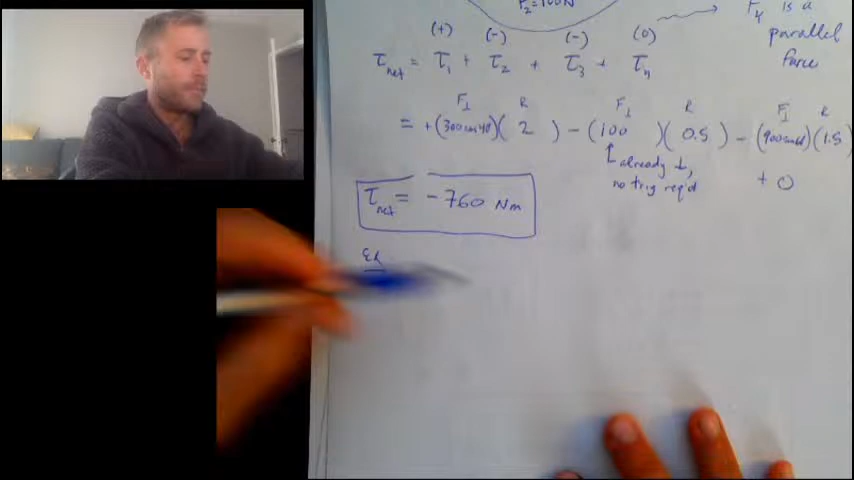 F₂=100N
F₄ is a
parallel
force
(+) (-) (-) (0)
τnet = τ₁ + τ₂ + τ₃ + τ₄
F⊥ R F⊥ R F⊥ R
= +(300cos40)( 2 ) - (100 )( 0.5 ) - (900 )(1.5)
↑already ⊥,
no trig req'd
+ 0
τnet = -760 Nm